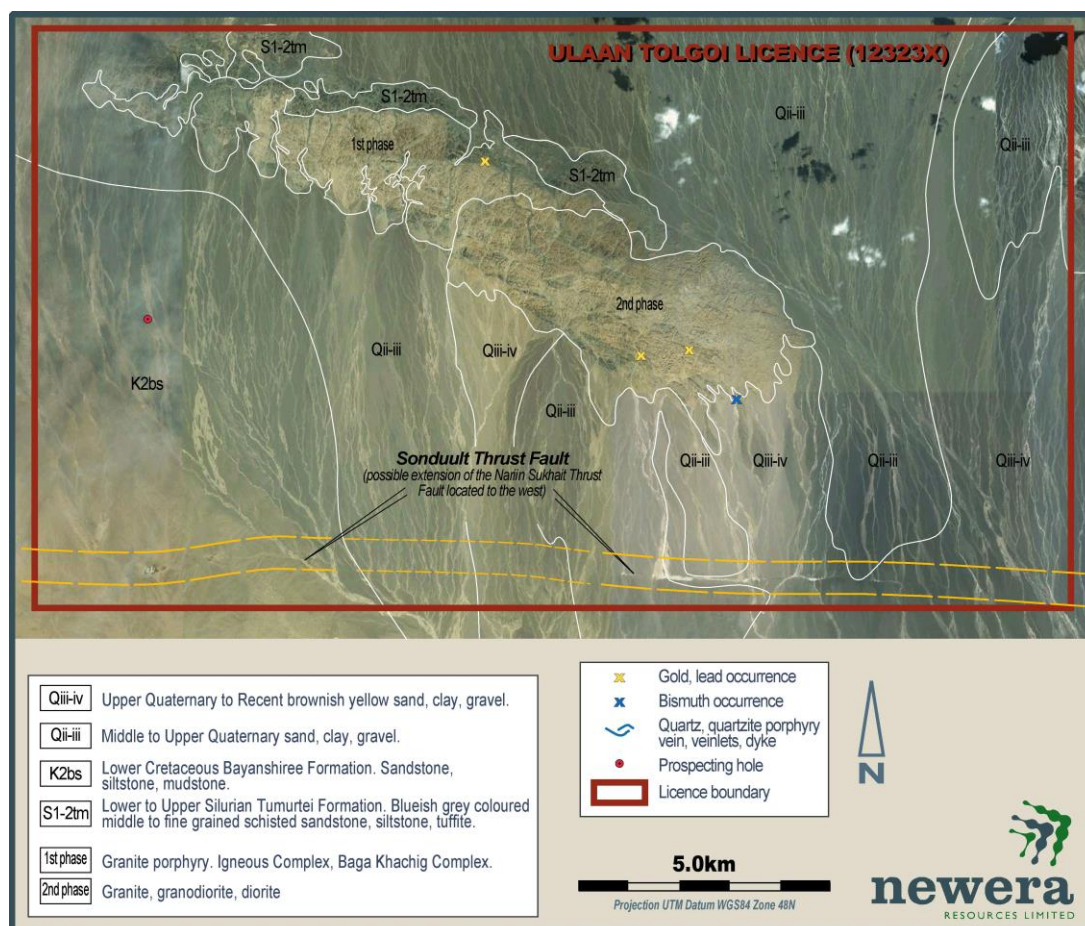 S1-2tm
ULAAN TOLGOI LICENCE (12323X)
S1-2tm
Qii-iii
1st phase
Qii-iii
S1-2tm
2nd phase
Qii-iii
Qiii-iv
K2bs
Qii-iii
Sonduult Thrust Fault
(possible extension of the Nariin Sukhait Thrust
Fault located to the west)
Qii-iii
Qiii-iv
Qii-iii
Qiii-iv
Qiii-iv Upper Quaternary to Recent brownish yellow sand, clay, gravel.
Qii-iii Middle to Upper Quaternary sand, clay, gravel.
K2bs Lower Cretaceous Bayanshiree Formation. Sandstone,
siltstone, mudstone.
S1-2tm Lower to Upper Silurian Tumurtei Formation. Blueish grey coloured
middle to fine grained schisted sandstone, siltstone, tuffite.
1st phase Granite porphyry. Igneous Complex, Baga Khachig Complex.
2nd phase Granite, granodiorite, diorite
Gold, lead occurrence
Bismuth occurrence
Quartz, quartzite porphyry
vein, veinlets, dyke
Prospecting hole
Licence boundary
N
5.0km
Projection UTM Datum WGS84 Zone 48N
newera
RESOURCES LIMITED